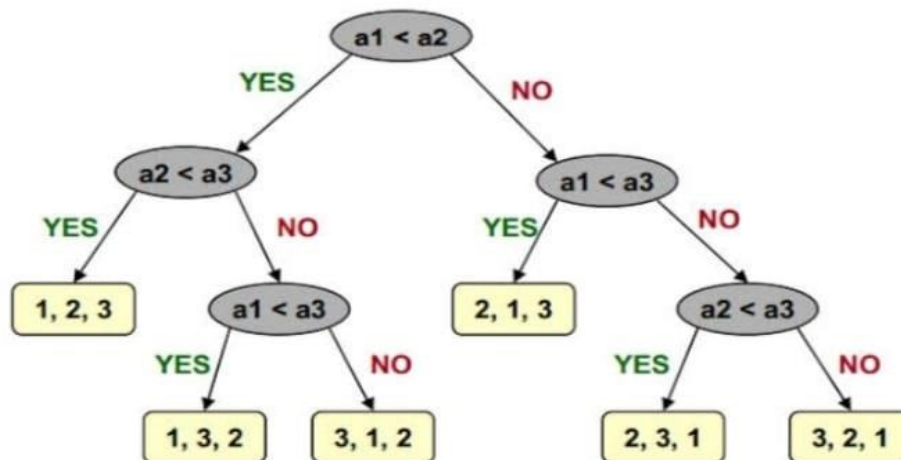 a1 < a2
YES
NO
a2 < a3
a1 < a3
YES
NO
YES
NO
1, 2, 3
a1 < a3
2, 1, 3
a2 < a3
YES
NO
YES
NO
1, 3, 2
3, 1, 2
2, 3, 1
3, 2, 1